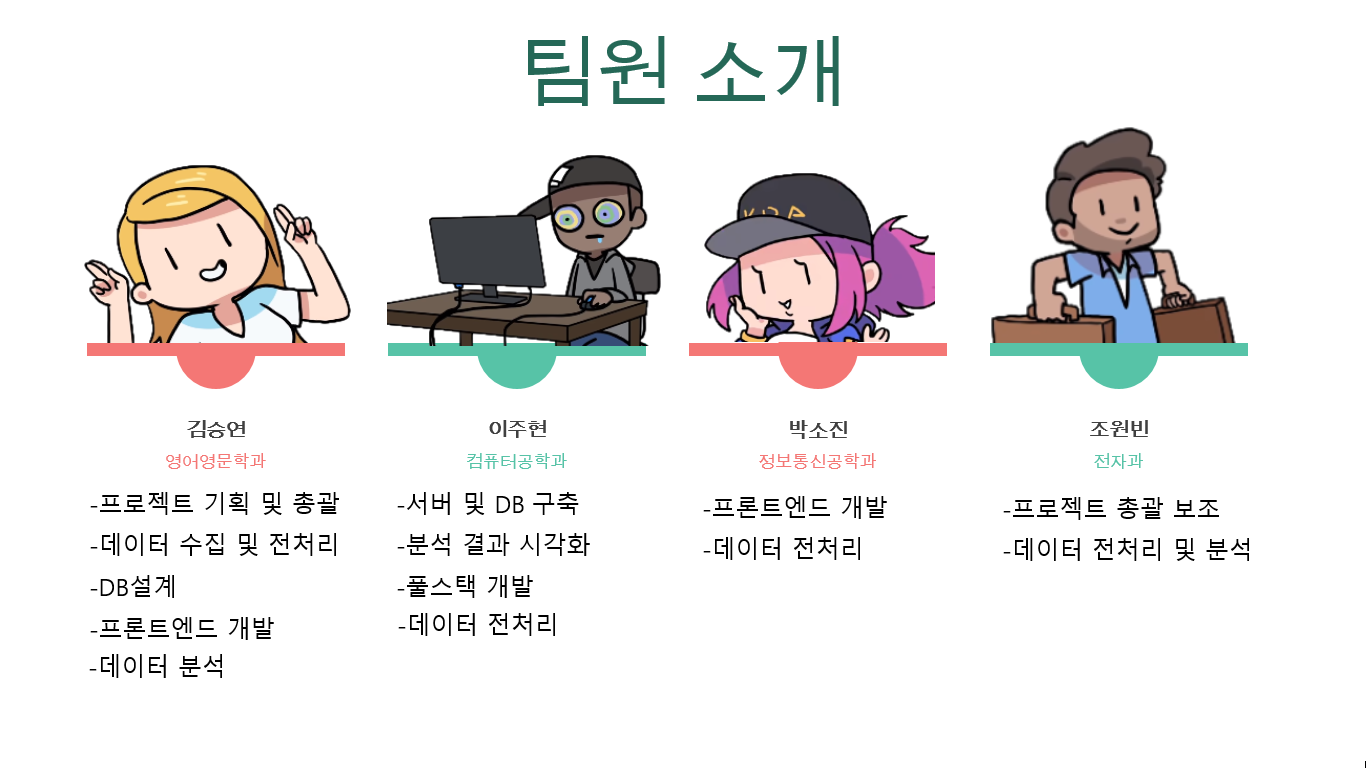 팀원 소개
김승연
영어영문학과
-프로젝트 기획 및 총괄
-데이터 수집 및 전처리
-DB설계
-프론트엔드 개발
-데이터 분석
이주현
컴퓨터공학과
-서버 및 DB 구축
-분석 결과 시각화
-풀스택 개발
-데이터 전처리
박소진
정보통신공학과
-프론트엔드 개발
-데이터 전처리
조원빈
전자과
-프로젝트 총괄 보조
-데이터 전처리 및 분석